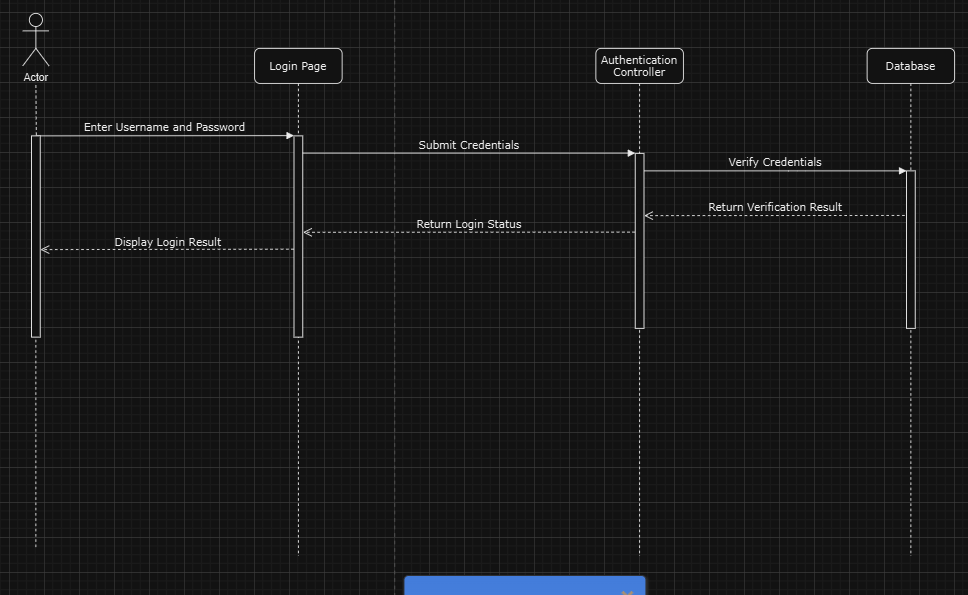 Actor
Login Page
Authentication
Controller
Database
Enter Username and Password
Submit Credentials
Verify Credentials
Return Verification Result
Return Login Status
Display Login Result